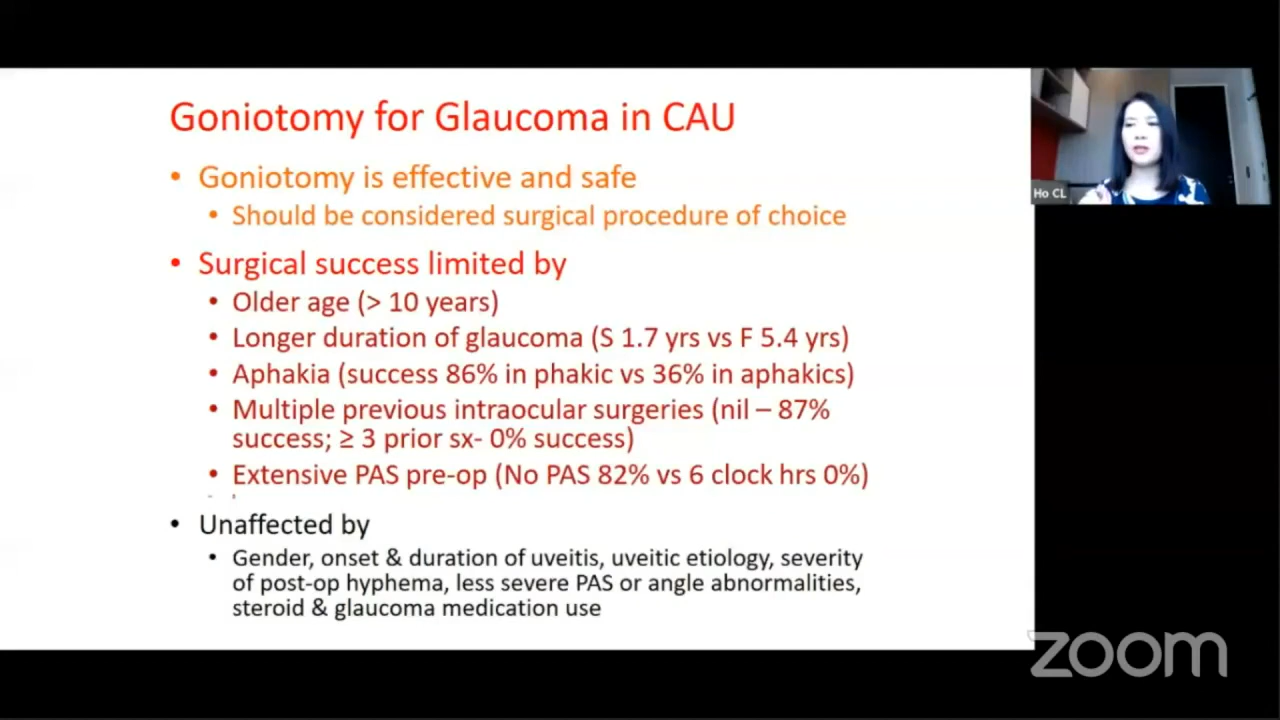 Goniotomy for Glaucoma in CAU
• Goniotomy is effective and safe
• Should be considered surgical procedure of choice
• Surgical success limited by
• Older age (> 10 years)
• Longer duration of glaucoma (S 1.7 yrs vs F 5.4 yrs)
• Aphakia (success 86% in phakic vs 36% in aphakics)
• Multiple previous intraocular surgeries (nil – 87%
success; ≥ 3 prior sx- 0% success)
• Extensive PAS pre-op (No PAS 82% vs 6 clock hrs 0%)
• Unaffected by
• Gender, onset & duration of uveitis, uveitic etiology, severity
of post-op hyphema, less severe PAS or angle abnormalities,
steroid & glaucoma medication use
Ho CL
zoom